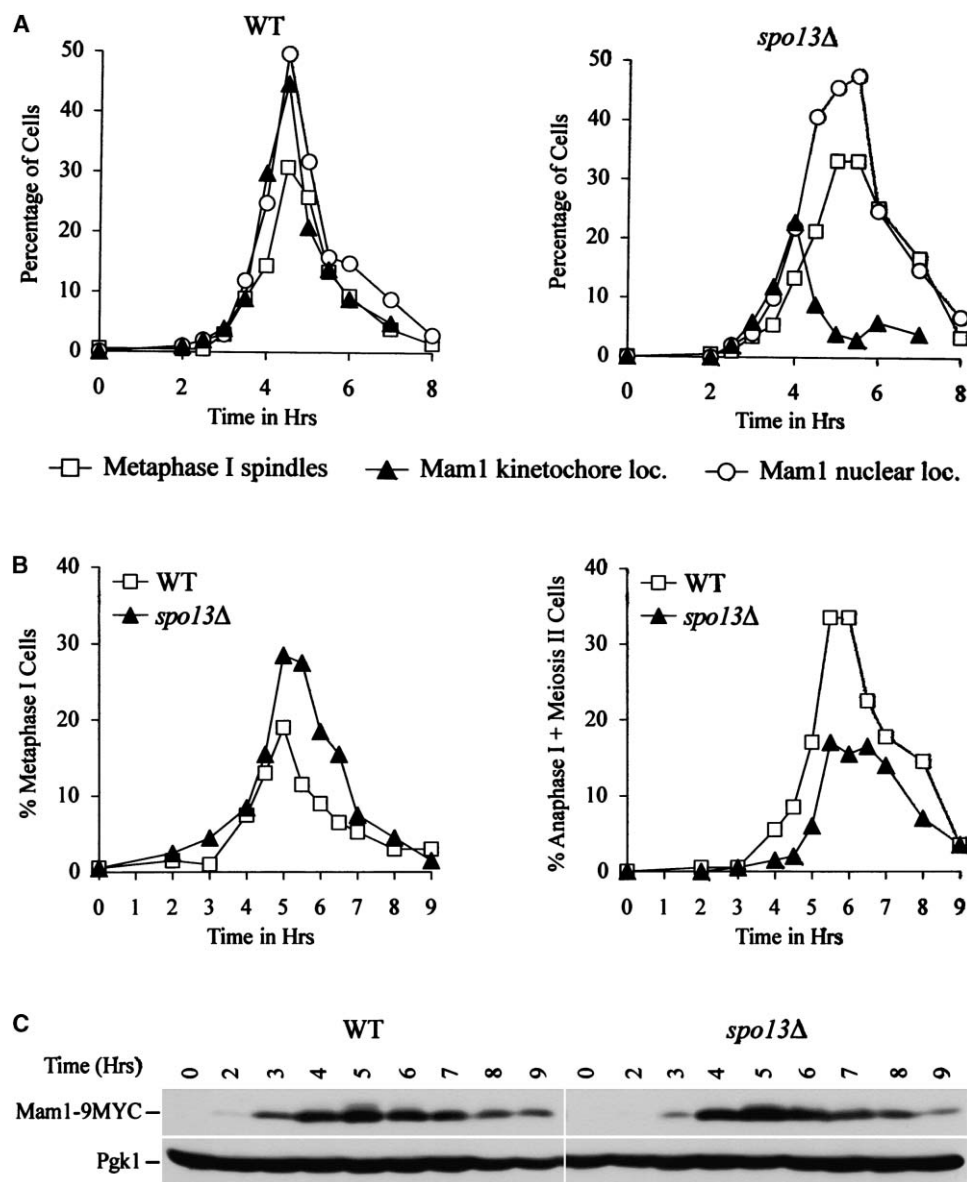 A
WT
spo13Δ
Percentage of Cells
50
40
30
20
10
0
0 2 4 6 8
Time in Hrs
Percentage of Cells
50
40
30
20
10
0
0 2 4 6 8
Time in Hrs
Metaphase I spindles
Mam1 kinetochore loc.
Mam1 nuclear loc.
B
% Metaphase I Cells
40
30
20
10
0
WT
spo13Δ
0 1 2 3 4 5 6 7 8 9
Time in Hrs
% Anaphase I + Meiosis II Cells
40
30
20
10
0
WT
spo13Δ
0 1 2 3 4 5 6 7 8 9
Time in Hrs
C
WT
spo13Δ
Time (Hrs) 0 2 3 4 5 6 7 8 9 0 2 3 4 5 6 7 8 9
Mam1-9MYC
Pgk1